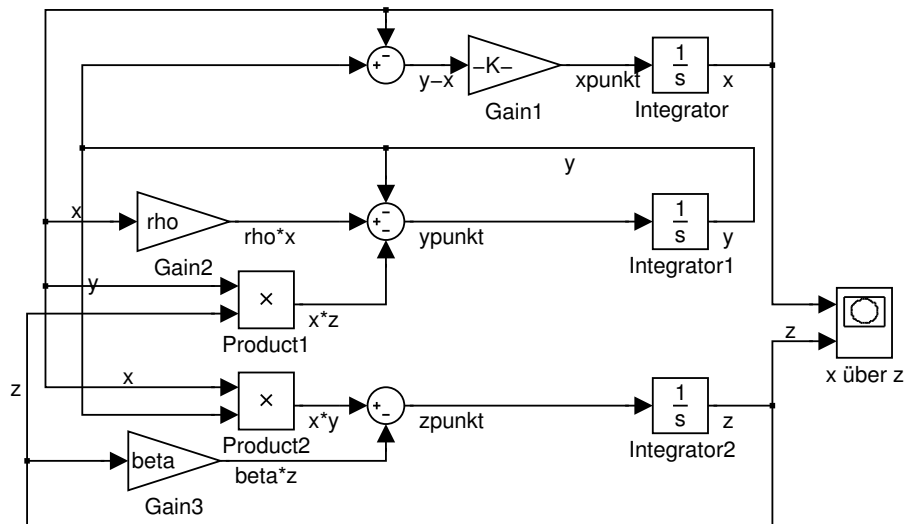 y−x
−K−
Gain1
xpunkt
1
s
Integrator
x
y
x
rho
Gain2
rho*x
ypunkt
1
s
Integrator1
y
y
×
Product1
x*z
z
x über z
z
x
×
Product2
x*y
zpunkt
1
s
Integrator2
z
beta
Gain3
beta*z